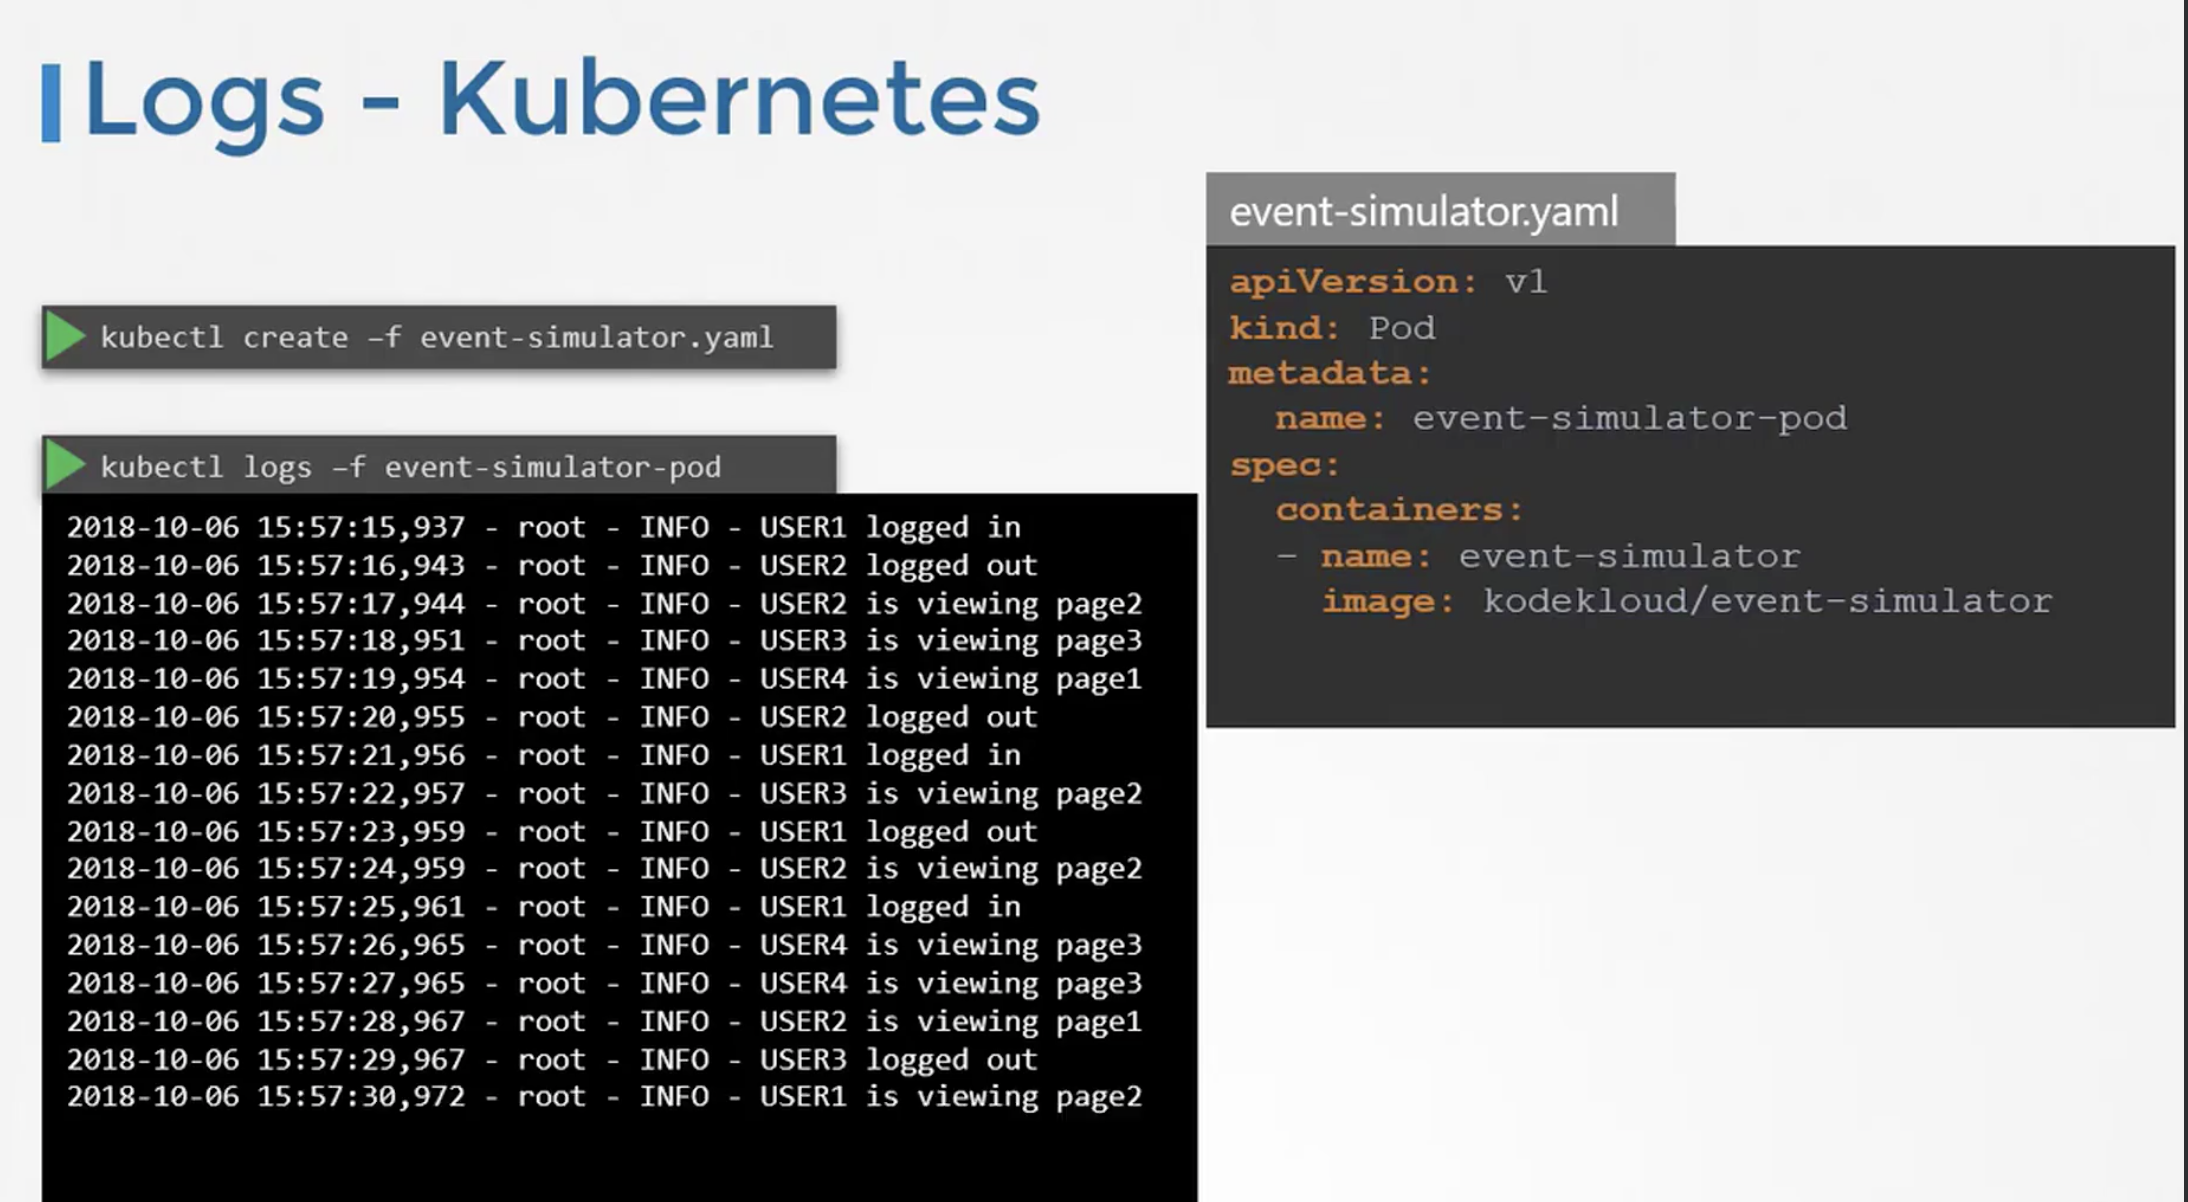 Logs - Kubernetes
kubectl create –f event-simulator.yaml
kubectl logs –f event-simulator-pod
2018-10-06 15:57:15,937 - root - INFO - USER1 logged in
2018-10-06 15:57:16,943 - root - INFO - USER2 logged out
2018-10-06 15:57:17,944 - root - INFO - USER2 is viewing page2
2018-10-06 15:57:18,951 - root - INFO - USER3 is viewing page3
2018-10-06 15:57:19,954 - root - INFO - USER4 is viewing page1
2018-10-06 15:57:20,955 - root - INFO - USER2 logged out
2018-10-06 15:57:21,956 - root - INFO - USER1 logged in
2018-10-06 15:57:22,957 - root - INFO - USER3 is viewing page2
2018-10-06 15:57:23,959 - root - INFO - USER1 logged out
2018-10-06 15:57:24,959 - root - INFO - USER2 is viewing page2
2018-10-06 15:57:25,961 - root - INFO - USER1 logged in
2018-10-06 15:57:26,965 - root - INFO - USER4 is viewing page3
2018-10-06 15:57:27,965 - root - INFO - USER4 is viewing page3
2018-10-06 15:57:28,967 - root - INFO - USER2 is viewing page1
2018-10-06 15:57:29,967 - root - INFO - USER3 logged out
2018-10-06 15:57:30,972 - root - INFO - USER1 is viewing page2
event-simulator.yaml
apiVersion: v1
kind: Pod
metadata:
  name: event-simulator-pod
spec:
  containers:
  - name: event-simulator
    image: kodekloud/event-simulator